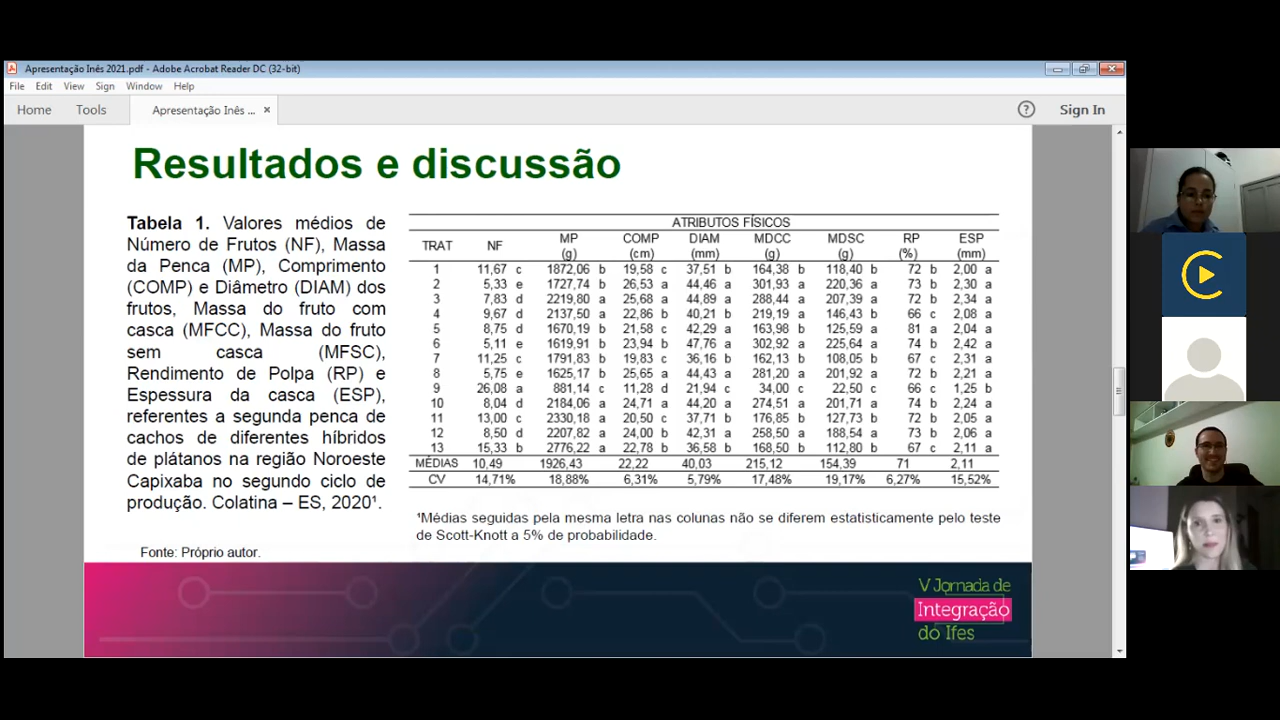 Apresentação Inês 2021.pdf - Adobe Acrobat Reader DC (32-bit)
File Edit View Sign Window Help
Home Tools Apresentação Inês ... × Sign In
Resultados e discussão
Tabela 1. Valores médios de
Número de Frutos (NF), Massa
da Penca (MP), Comprimento
(COMP) e Diâmetro (DIAM) dos
frutos, Massa do fruto com
casca (MFCC), Massa do fruto
sem casca (MFSC),
Rendimento de Polpa (RP) e
Espessura da casca (ESP),
referentes a segunda penca de
cachos de diferentes híbridos
de plátanos na região Noroeste
Capixaba no segundo ciclo de
produção. Colatina – ES, 2020¹.
Fonte: Próprio autor.
ATRIBUTOS FÍSICOS
TRAT NF MP (g) COMP (cm) DIAM (mm) MDCC (g) MDSC (g) RP (%) ESP (mm)
1 11,67 c 1872,06 b 19,58 c 37,51 b 164,38 b 118,40 b 72 b 2,00 a
2 5,33 e 1727,74 b 26,53 a 44,46 a 301,93 a 220,36 a 73 b 2,30 a
3 7,83 d 2219,80 a 25,68 a 44,89 a 288,44 a 207,39 a 72 b 2,34 a
4 9,67 d 2137,50 a 22,86 b 40,21 b 219,19 a 146,43 b 66 c 2,08 a
5 8,75 d 1670,19 b 21,58 c 42,29 a 163,98 b 125,59 b 81 a 2,04 a
6 5,11 e 1619,91 b 23,94 b 47,76 a 302,92 a 225,64 a 74 b 2,42 a
7 11,25 c 1791,83 b 19,83 c 36,16 b 162,13 b 108,05 b 67 c 2,31 a
8 5,75 e 1625,17 b 25,65 a 44,43 a 281,20 a 201,92 a 72 b 2,21 a
9 26,08 a 881,14 c 11,28 d 21,94 c 34,00 c 22,50 c 66 c 1,25 b
10 8,04 d 2184,06 a 24,71 a 44,20 a 274,51 a 201,71 a 74 b 2,24 a
11 13,00 c 2330,18 a 20,50 c 37,71 b 176,85 b 127,73 b 72 b 2,05 a
12 8,50 d 2207,82 a 24,00 b 42,31 a 258,50 a 188,54 a 73 b 2,06 a
13 15,33 b 2776,22 a 22,78 b 36,58 b 168,50 b 112,80 b 67 c 2,11 a
MÉDIAS 10,49 1926,43 22,22 40,03 215,12 154,39 71 2,11
CV 14,71% 18,88% 6,31% 5,79% 17,48% 19,17% 6,27% 15,52%
¹Médias seguidas pela mesma letra nas colunas não se diferem estatisticamente pelo teste
de Scott-Knott a 5% de probabilidade.
V Jornada de
Integração
do Ifes